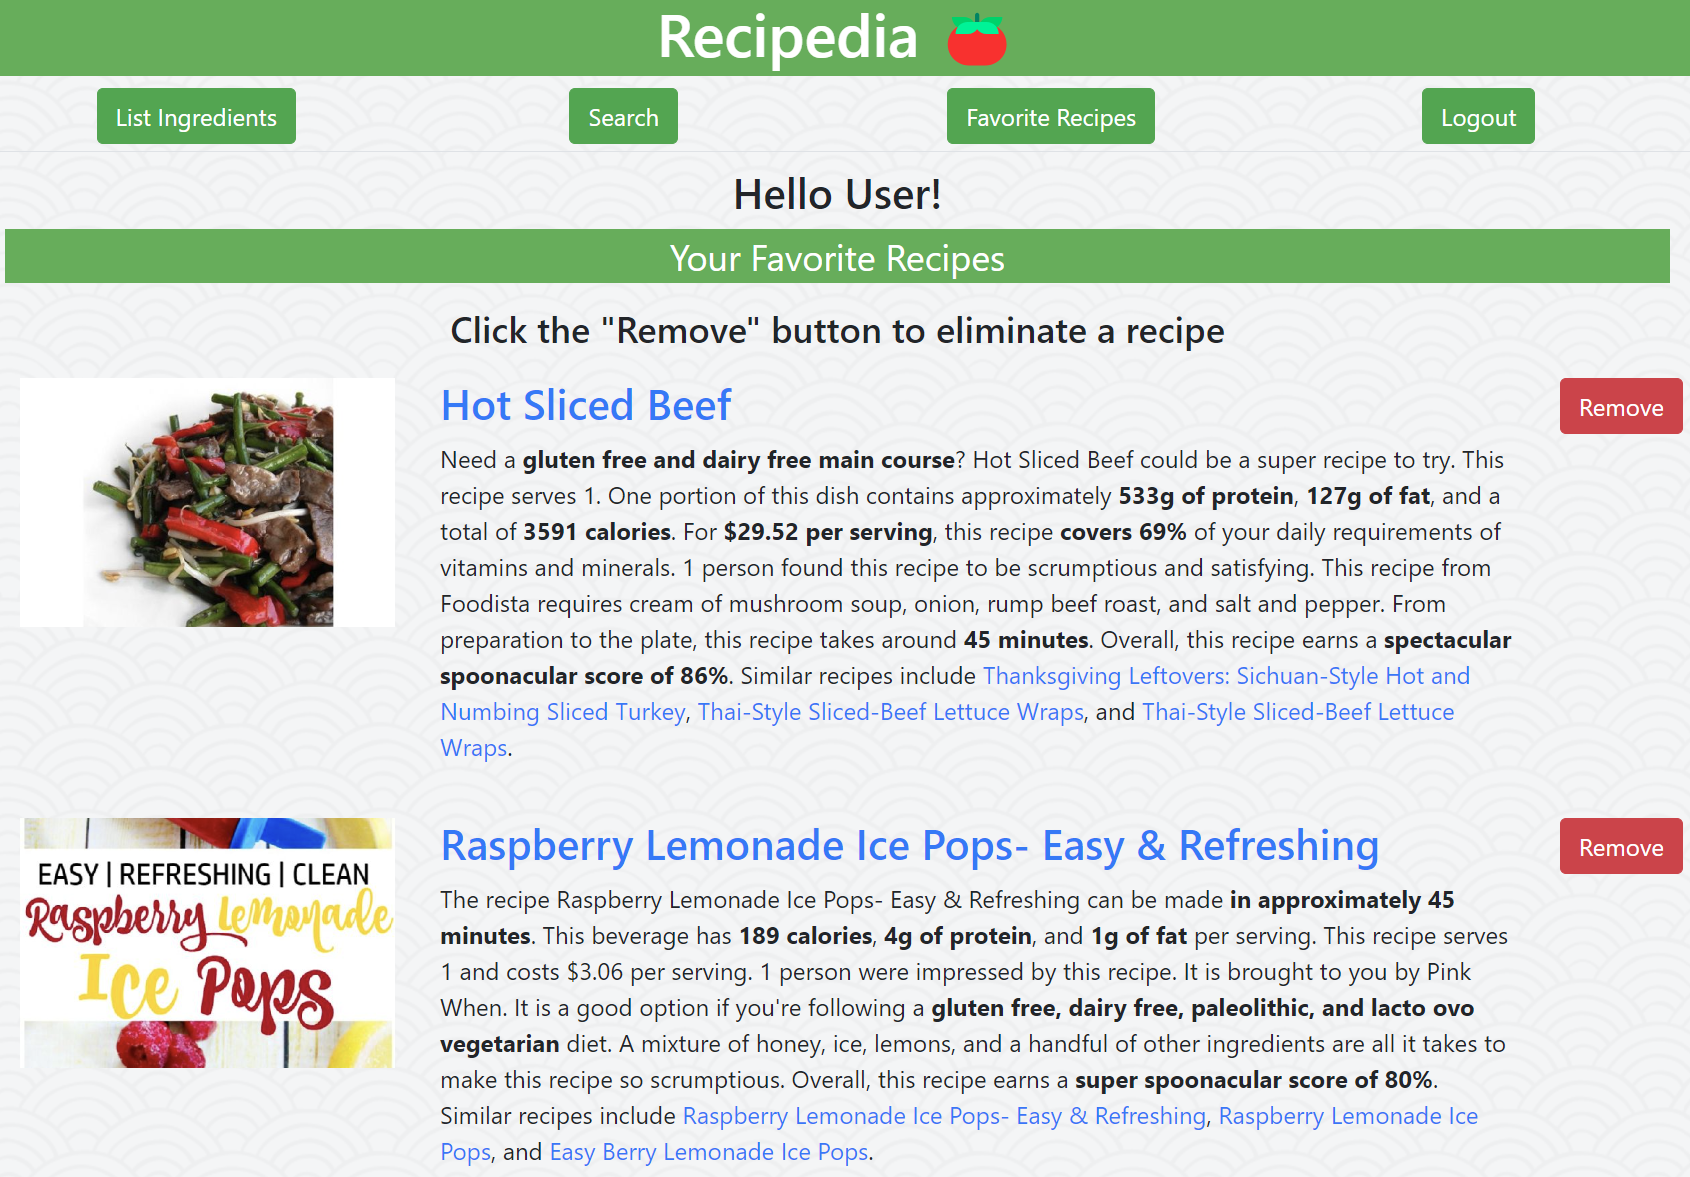 Recipedia
List Ingredients
Search
Favorite Recipes
Logout
Hello User!
Your Favorite Recipes
Click the "Remove" button to eliminate a recipe
Hot Sliced Beef
Remove
Need a gluten free and dairy free main course? Hot Sliced Beef could be a super recipe to try. This
recipe serves 1. One portion of this dish contains approximately 533g of protein, 127g of fat, and a
total of 3591 calories. For $29.52 per serving, this recipe covers 69% of your daily requirements of
vitamins and minerals. 1 person found this recipe to be scrumptious and satisfying. This recipe from
Foodista requires cream of mushroom soup, onion, rump beef roast, and salt and pepper. From
preparation to the plate, this recipe takes around 45 minutes. Overall, this recipe earns a spectacular
spoonacular score of 86%. Similar recipes include Thanksgiving Leftovers: Sichuan-Style Hot and
Numbing Sliced Turkey, Thai-Style Sliced-Beef Lettuce Wraps, and Thai-Style Sliced-Beef Lettuce
Wraps.
EASY | REFRESHING | CLEAN
Raspberry Lemonade
Ice Pops
Raspberry Lemonade Ice Pops- Easy & Refreshing
Remove
The recipe Raspberry Lemonade Ice Pops- Easy & Refreshing can be made in approximately 45
minutes. This beverage has 189 calories, 4g of protein, and 1g of fat per serving. This recipe serves
1 and costs $3.06 per serving. 1 person were impressed by this recipe. It is brought to you by Pink
When. It is a good option if you're following a gluten free, dairy free, paleolithic, and lacto ovo
vegetarian diet. A mixture of honey, ice, lemons, and a handful of other ingredients are all it takes to
make this recipe so scrumptious. Overall, this recipe earns a super spoonacular score of 80%.
Similar recipes include Raspberry Lemonade Ice Pops- Easy & Refreshing, Raspberry Lemonade Ice
Pops, and Easy Berry Lemonade Ice Pops.